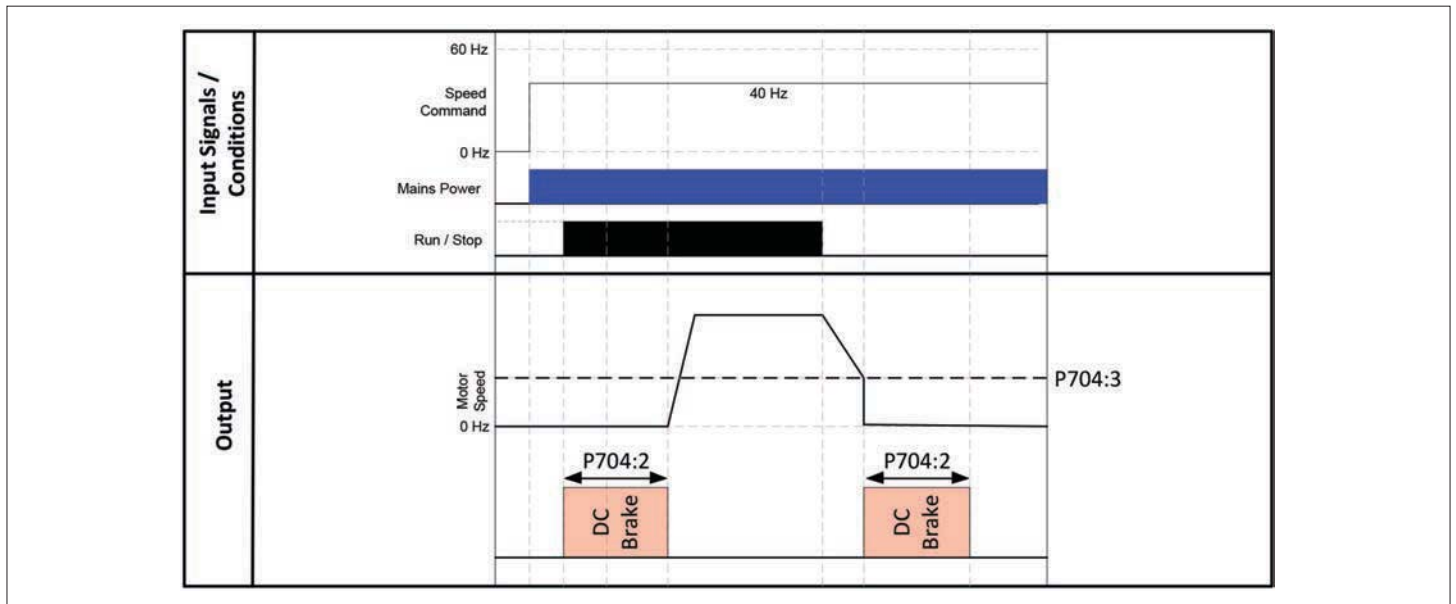 Input Signals /
Conditions
60 Hz
Speed
Command
40 Hz
0 Hz
Mains Power
Run / Stop
Output
Motor
Speed
P704:3
0 Hz
P704:2
P704:2
DC
Brake
DC
Brake